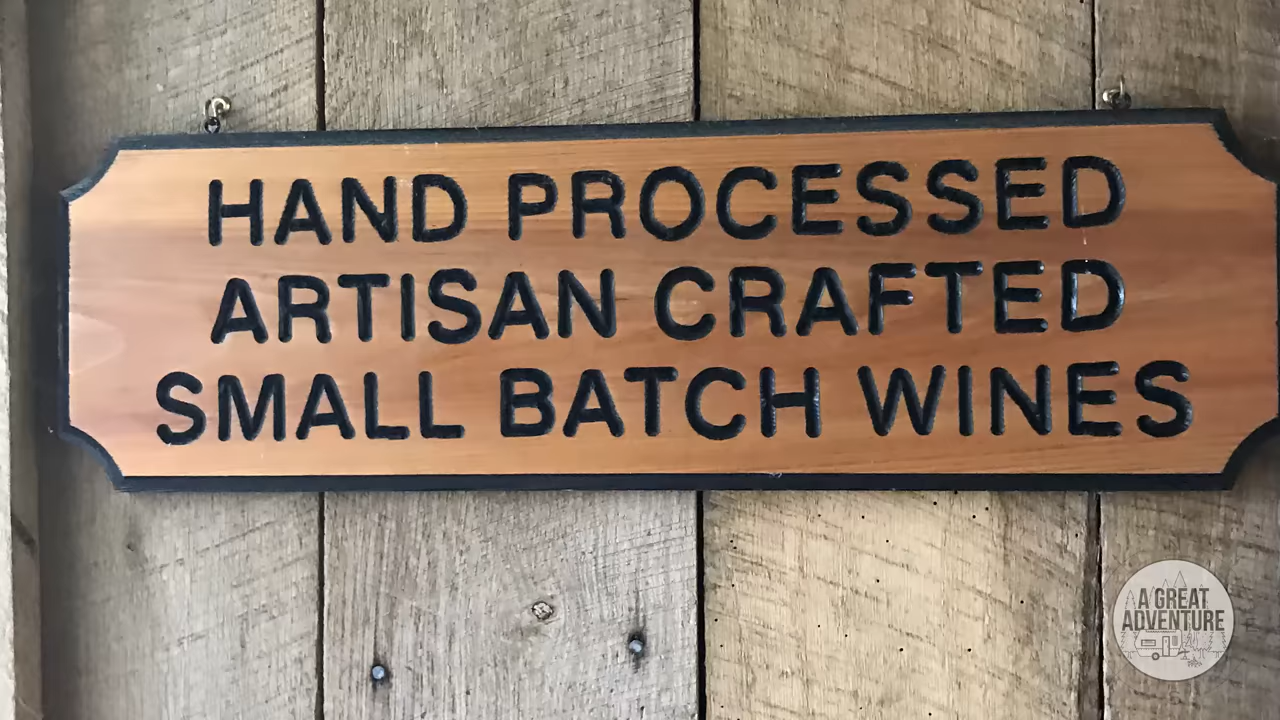 HAND PROCESSED
ARTISAN CRAFTED
SMALL BATCH WINES
A GREAT
ADVENTURE